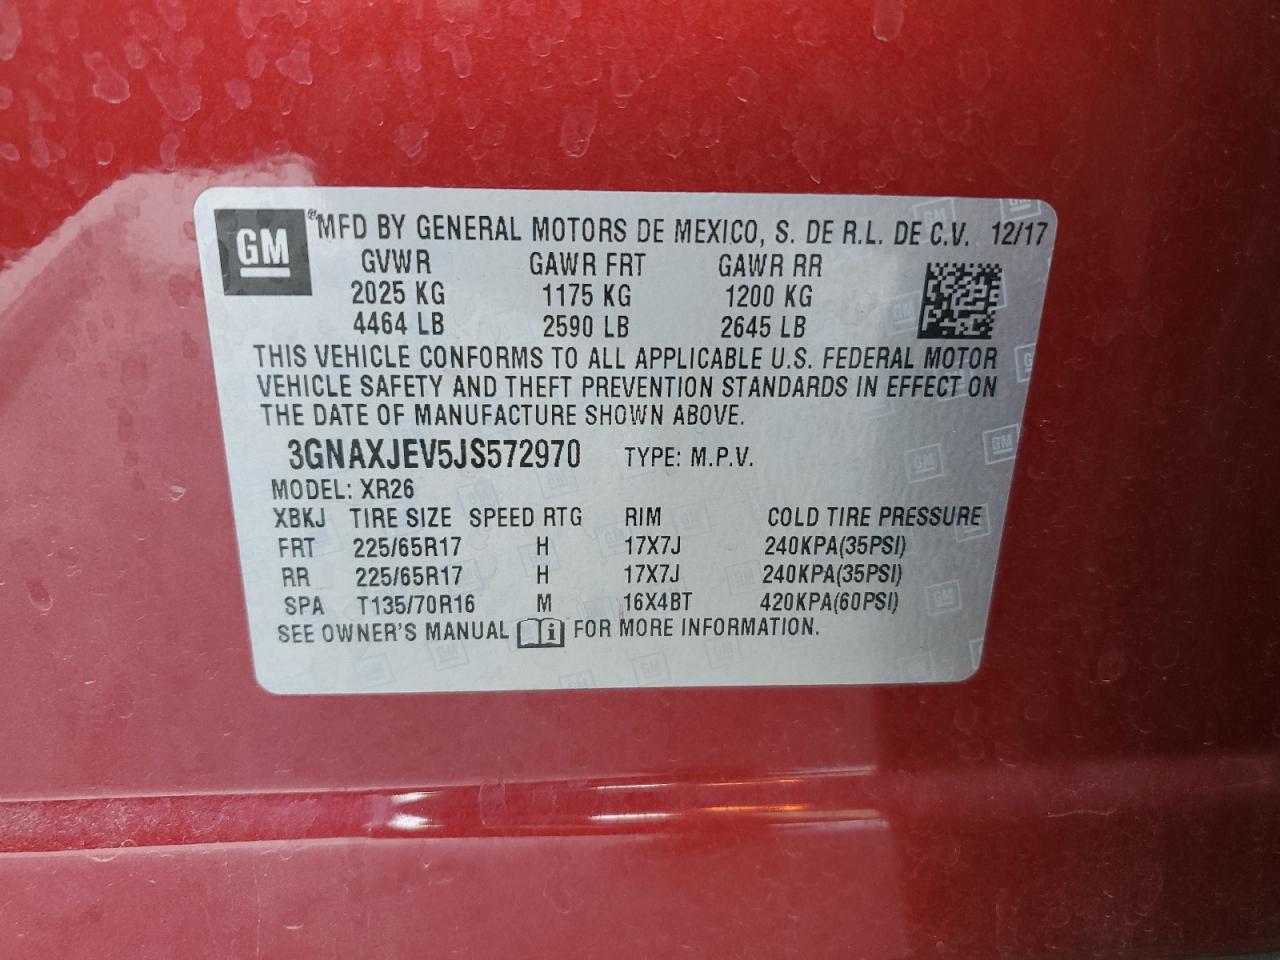 GM ®MFD BY GENERAL MOTORS DE MEXICO, S. DE R.L. DE C.V. 12/17
GVWR GAWR FRT GAWR RR
2025 KG 1175 KG 1200 KG
4464 LB 2590 LB 2645 LB
THIS VEHICLE CONFORMS TO ALL APPLICABLE U.S. FEDERAL MOTOR
VEHICLE SAFETY AND THEFT PREVENTION STANDARDS IN EFFECT ON
THE DATE OF MANUFACTURE SHOWN ABOVE.
3GNAXJEV5JS572970 TYPE: M.P.V.
MODEL: XR26
XBKJ TIRE SIZE SPEED RTG RIM COLD TIRE PRESSURE
FRT 225/65R17 H 17X7J 240KPA(35PSI)
RR 225/65R17 H 17X7J 240KPA(35PSI)
SPA T135/70R16 M 16X4BT 420KPA(60PSI)
SEE OWNER'S MANUAL i FOR MORE INFORMATION.